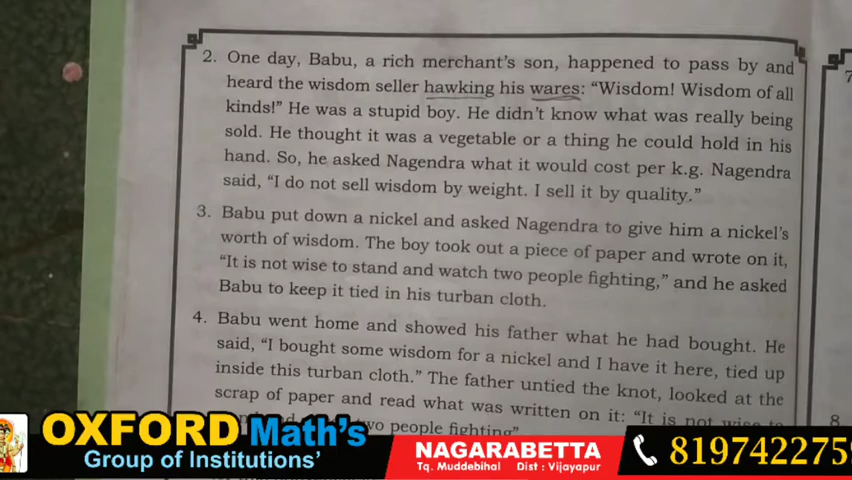 2. One day, Babu, a rich merchant's son, happened to pass by and
heard the wisdom seller hawking his wares: "Wisdom! Wisdom of all
kinds!" He was a stupid boy. He didn't know what was really being
sold. He thought it was a vegetable or a thing he could hold in his
hand. So, he asked Nagendra what it would cost per k.g. Nagendra
said, "I do not sell wisdom by weight. I sell it by quality."
3. Babu put down a nickel and asked Nagendra to give him a nickel's
worth of wisdom. The boy took out a piece of paper and wrote on it,
"It is not wise to stand and watch two people fighting," and he asked
Babu to keep it tied in his turban cloth.
4. Babu went home and showed his father what he had bought. He
said, "I bought some wisdom for a nickel and I have it here, tied up
inside this turban cloth." The father untied the knot, looked at the
scrap of paper and read what was written on it: "It is not wise to
two people fighting"
7
8
OXFORD Math's
Group of Institutions'
NAGARABETTA
Tq. Muddebihal Dist : Vijayapur
819742275